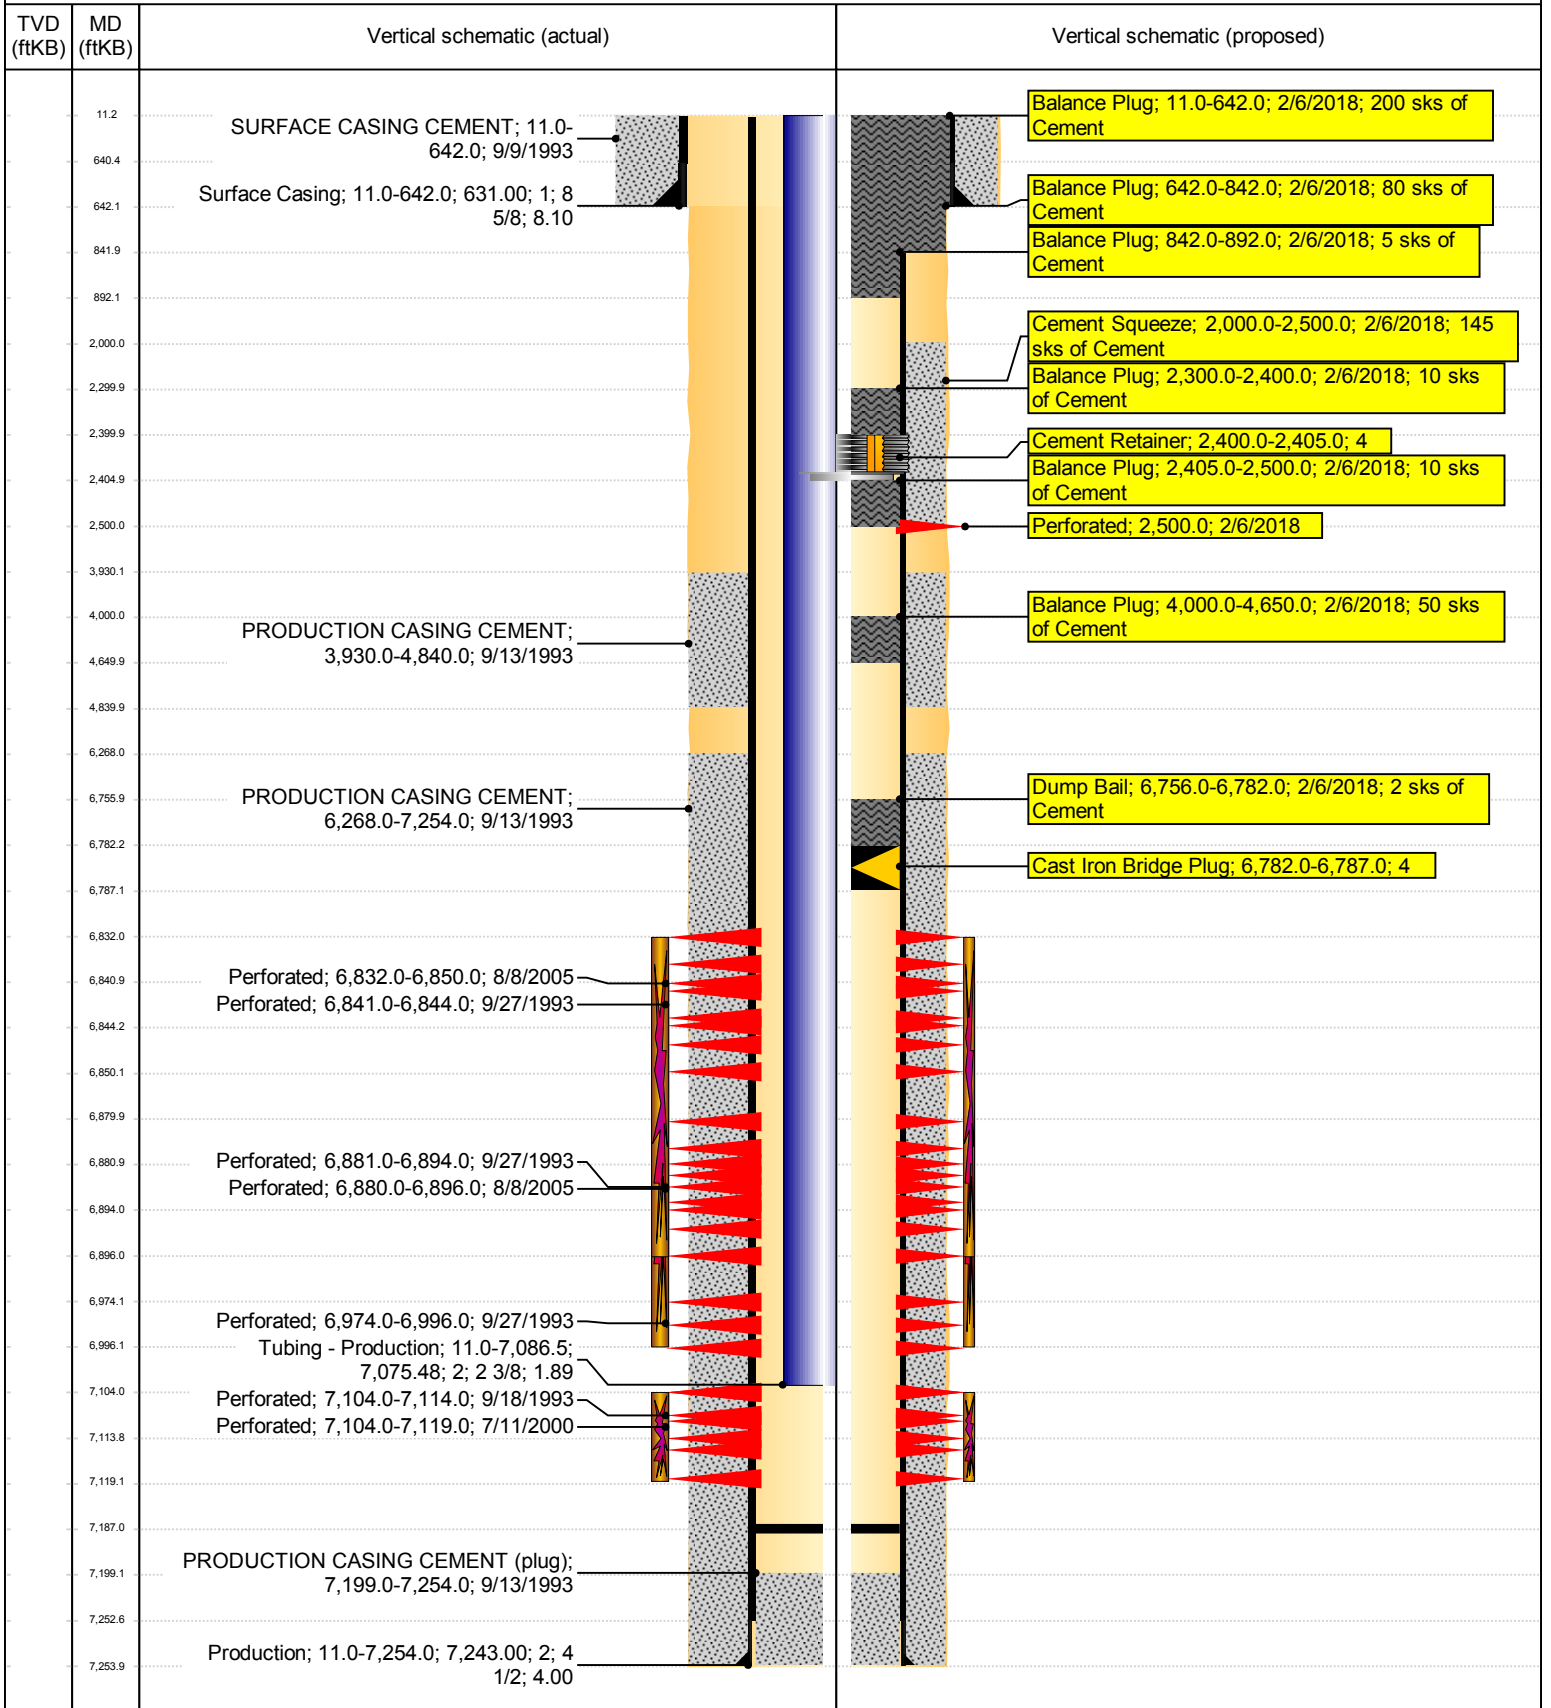 TVD
(ftKB)
MD
(ftKB)
Vertical schematic (actual)
Vertical schematic (proposed)
11.2
640.4
642.1
841.9
892.1
2,000.0
2,299.9
2,399.9
2,404.9
2,500.0
3,930.1
4,000.0
4,649.9
4,839.9
6,268.0
6,755.9
6,782.2
6,787.1
6,832.0
6,840.9
6,844.2
6,850.1
6,879.9
6,880.9
6,894.0
6,896.0
6,974.1
6,996.1
7,104.0
7,113.8
7,119.1
7,187.0
7,199.1
7,252.6
7,253.9
SURFACE CASING CEMENT; 11.0-
642.0; 9/9/1993
Surface Casing; 11.0-642.0; 631.00; 1; 8
5/8; 8.10
PRODUCTION CASING CEMENT;
3,930.0-4,840.0; 9/13/1993
PRODUCTION CASING CEMENT;
6,268.0-7,254.0; 9/13/1993
Perforated; 6,832.0-6,850.0; 8/8/2005
Perforated; 6,841.0-6,844.0; 9/27/1993
Perforated; 6,881.0-6,894.0; 9/27/1993
Perforated; 6,880.0-6,896.0; 8/8/2005
Perforated; 6,974.0-6,996.0; 9/27/1993
Tubing - Production; 11.0-7,086.5;
7,075.48; 2; 2 3/8; 1.89
Perforated; 7,104.0-7,114.0; 9/18/1993
Perforated; 7,104.0-7,119.0; 7/11/2000
PRODUCTION CASING CEMENT (plug);
7,199.0-7,254.0; 9/13/1993
Production; 11.0-7,254.0; 7,243.00; 2; 4
1/2; 4.00
Balance Plug; 11.0-642.0; 2/6/2018; 200 sks of
Cement
Balance Plug; 642.0-842.0; 2/6/2018; 80 sks of
Cement
Balance Plug; 842.0-892.0; 2/6/2018; 5 sks of
Cement
Cement Squeeze; 2,000.0-2,500.0; 2/6/2018; 145
sks of Cement
Balance Plug; 2,300.0-2,400.0; 2/6/2018; 10 sks
of Cement
Cement Retainer; 2,400.0-2,405.0; 4
Balance Plug; 2,405.0-2,500.0; 2/6/2018; 10 sks
of Cement
Perforated; 2,500.0; 2/6/2018
Balance Plug; 4,000.0-4,650.0; 2/6/2018; 50 sks
of Cement
Dump Bail; 6,756.0-6,782.0; 2/6/2018; 2 sks of
Cement
Cast Iron Bridge Plug; 6,782.0-6,787.0; 4